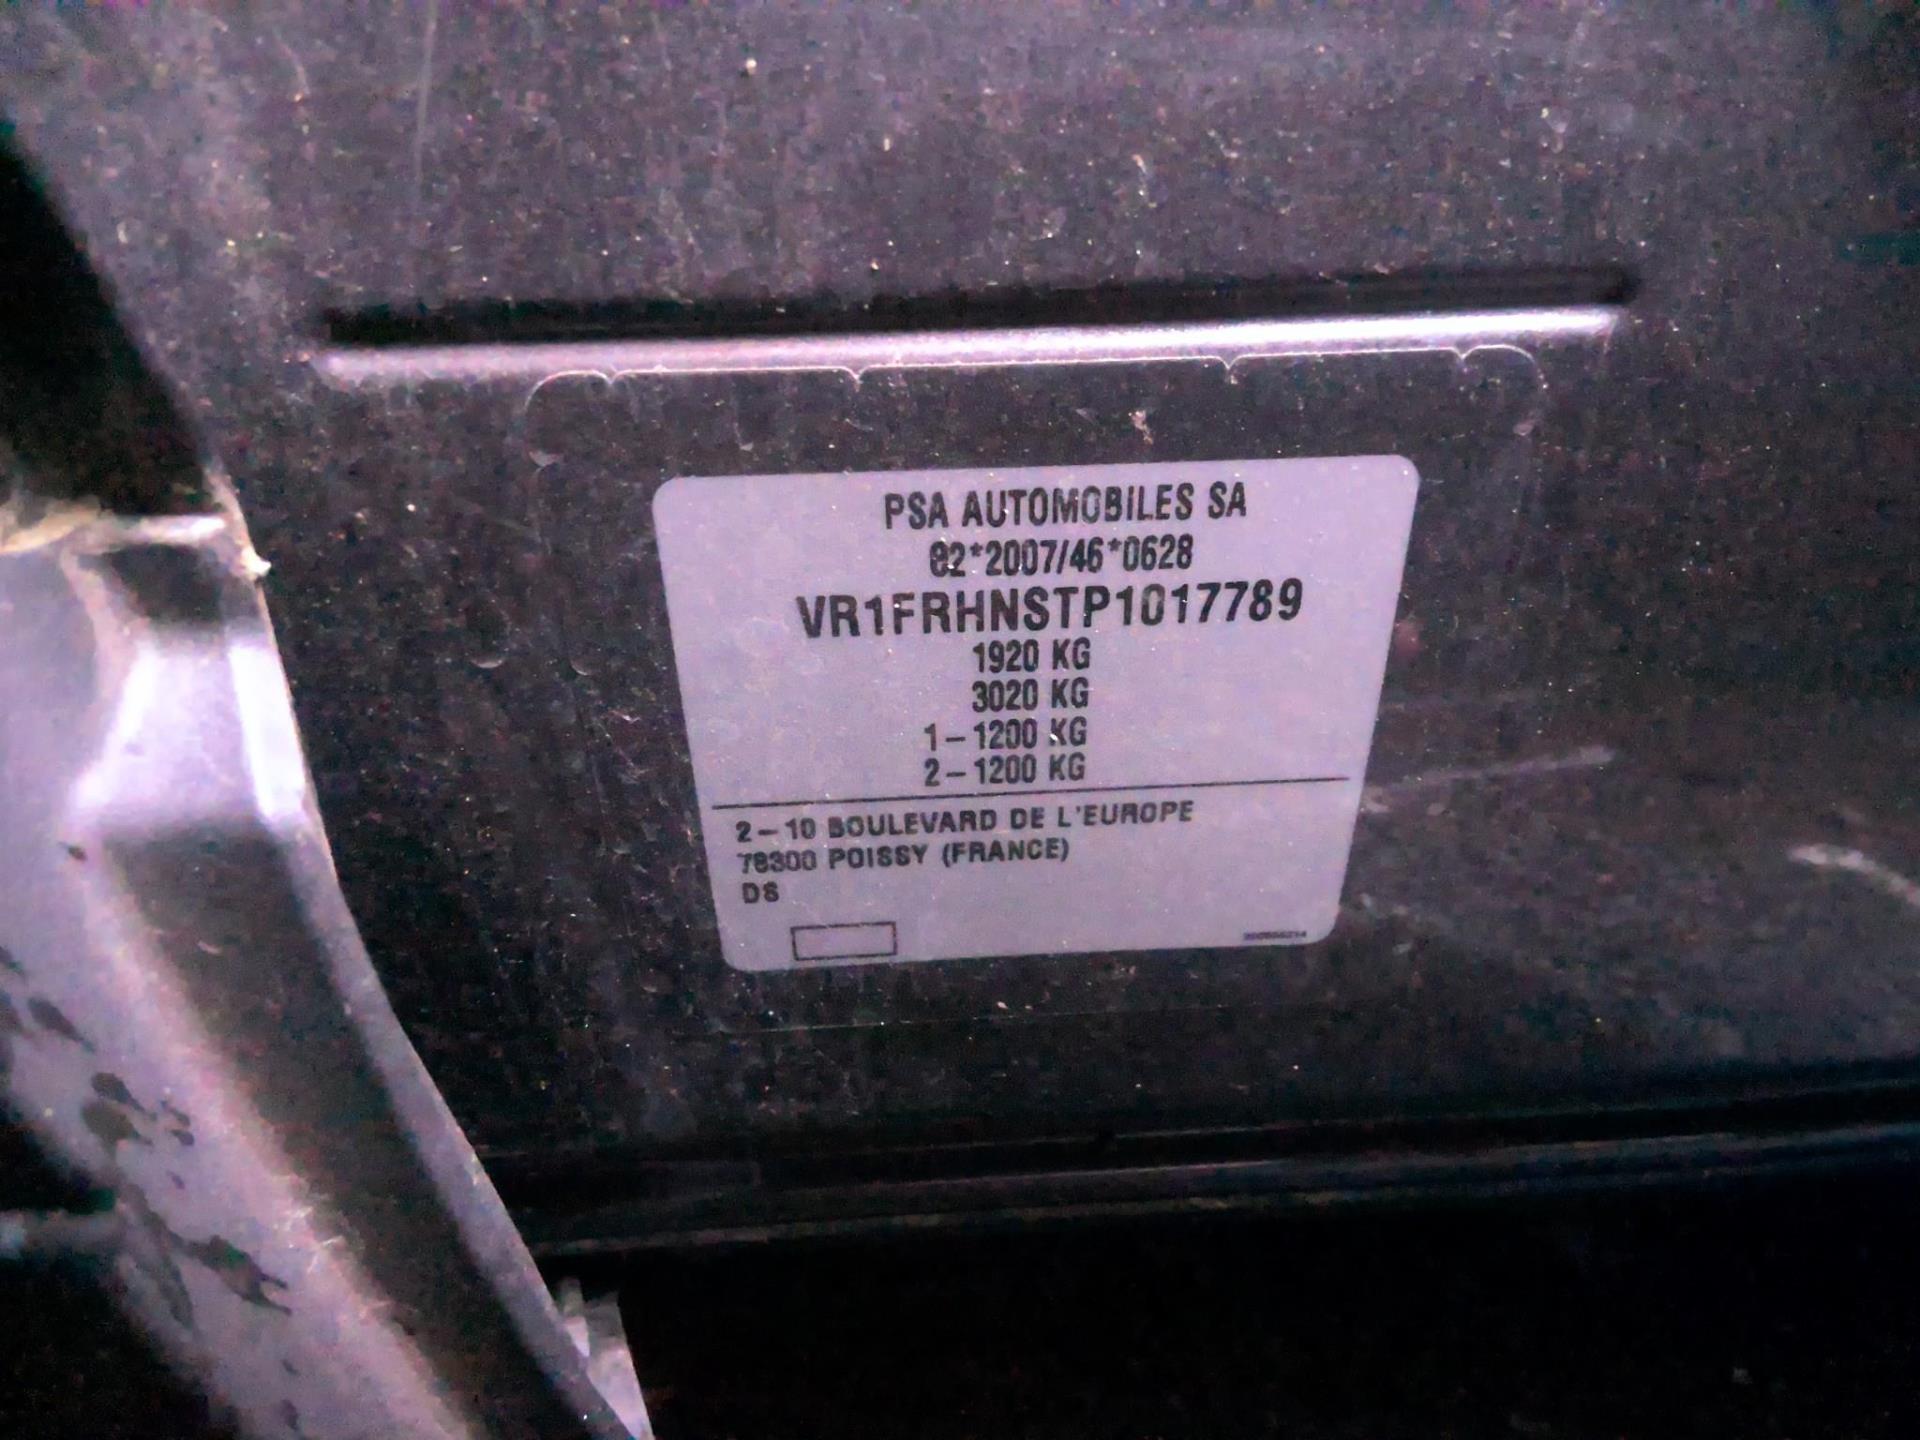 PSA AUTOMOBILES SA
e2*2007/46*0628
VR1FRHNSTP1017789
1920 KG
3020 KG
1-1200 KG
2-1200 KG
2-10 BOULEVARD DE L'EUROPE
78300 POISSY (FRANCE)
DS